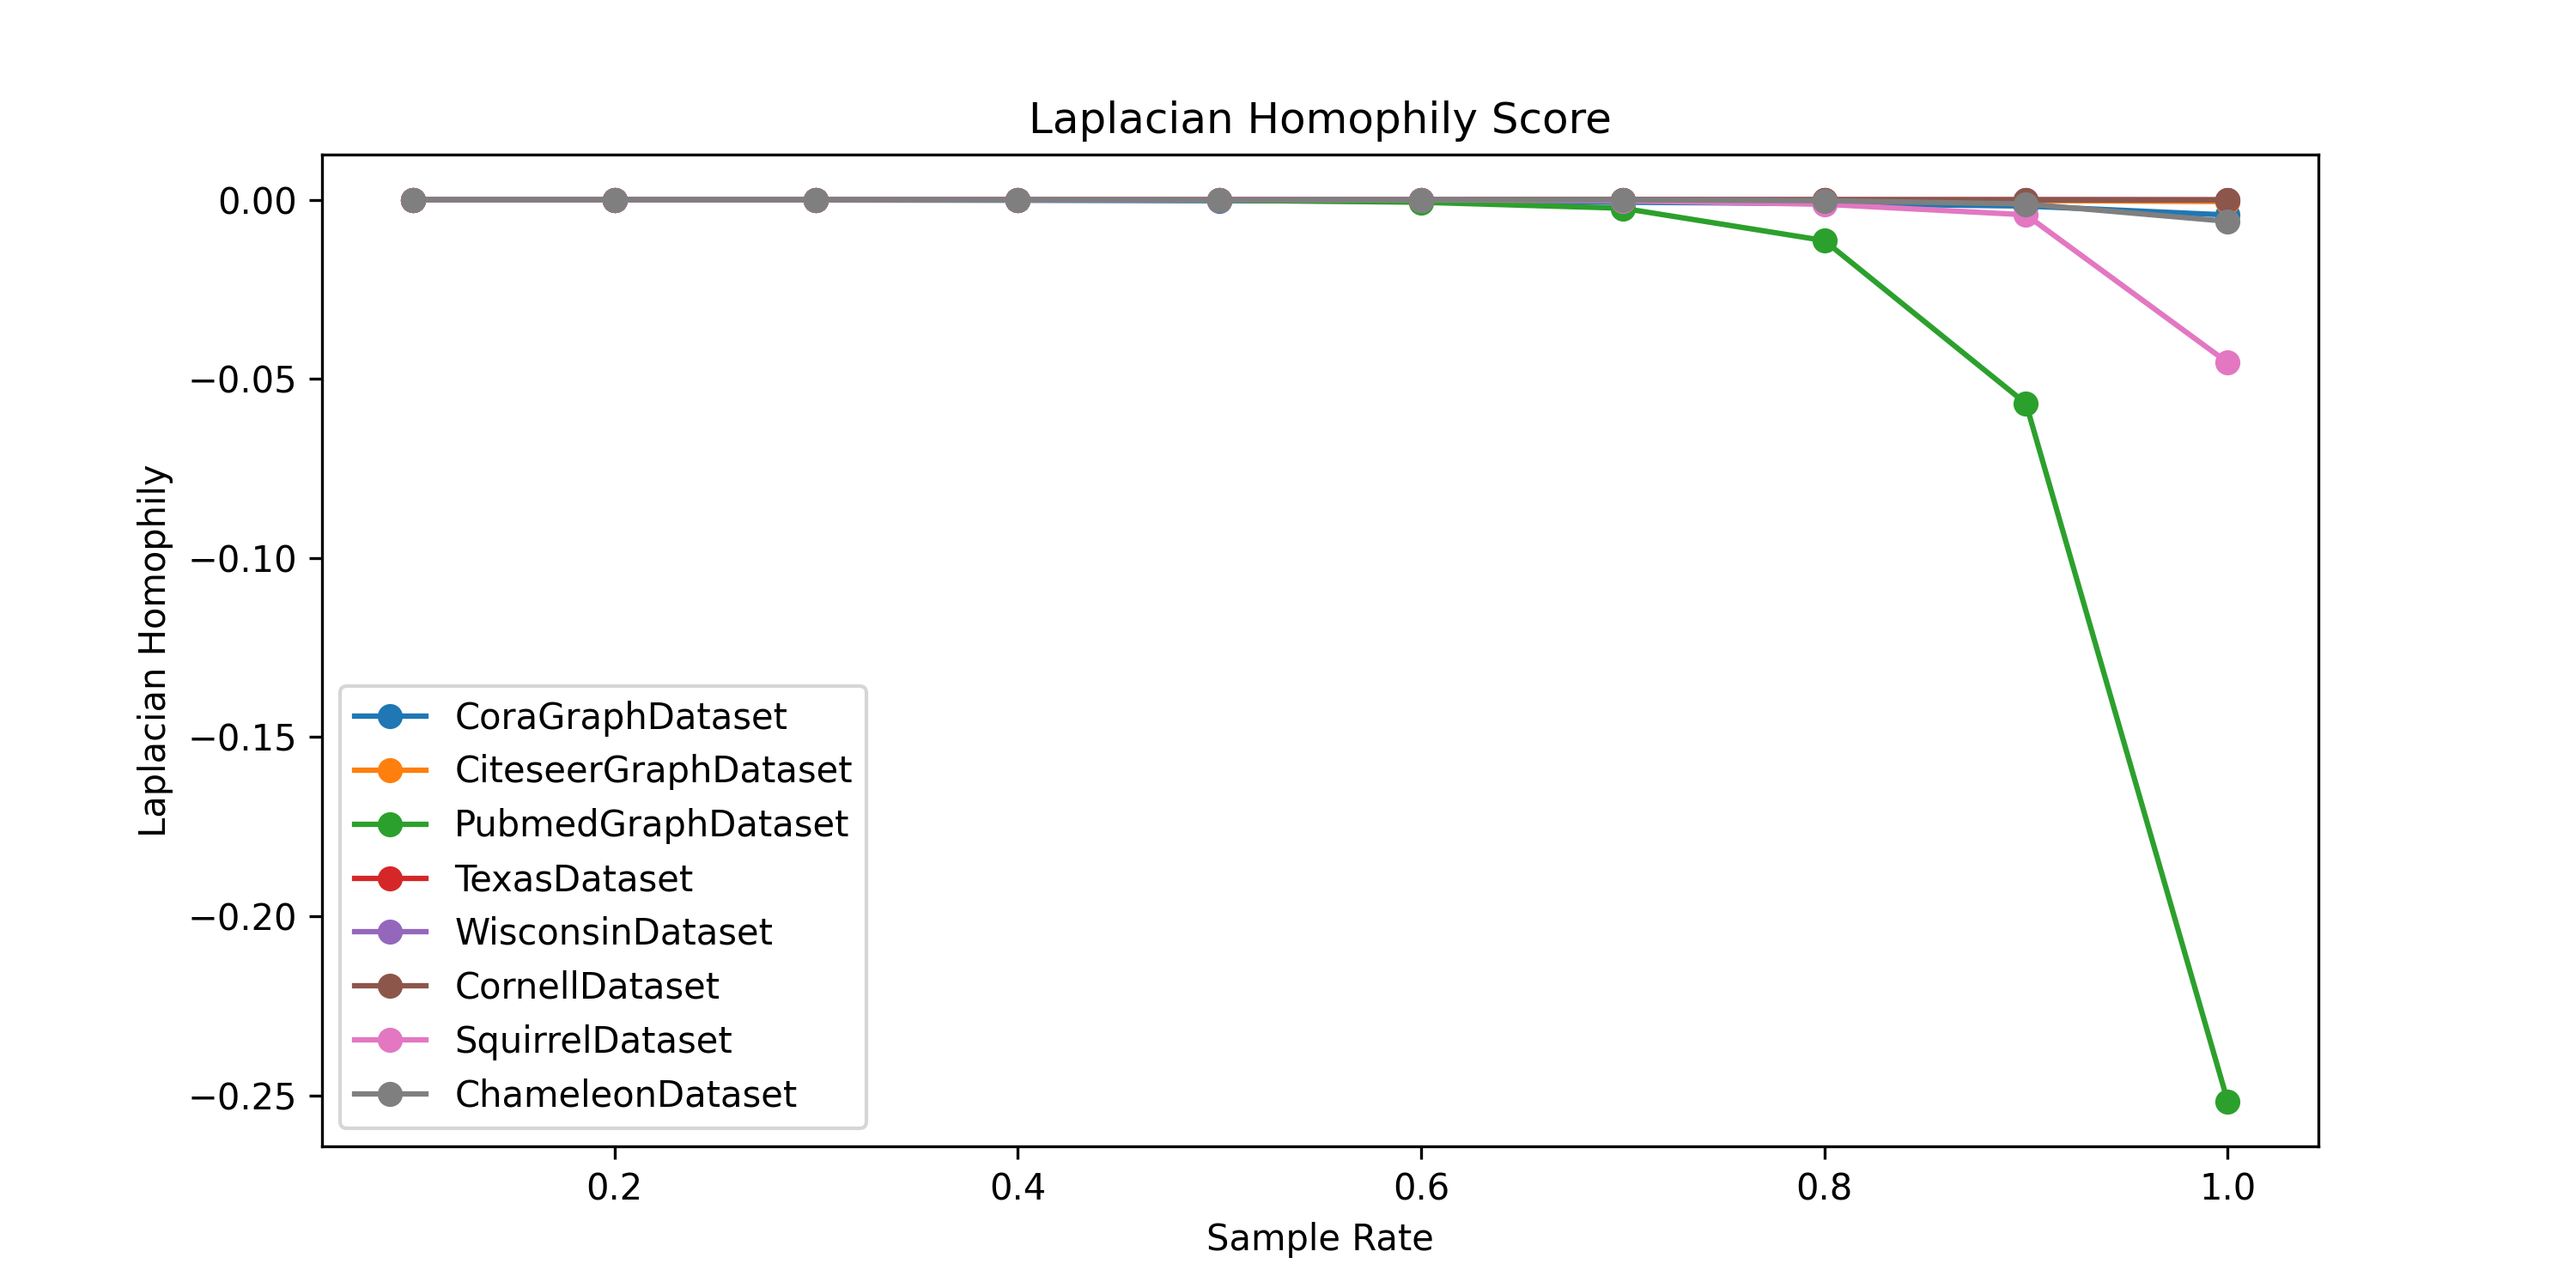 Laplacian Homophily Score
0.00
−0.05
−0.10
−0.15
−0.20
−0.25
Laplacian Homophily
CoraGraphDataset
CiteseerGraphDataset
PubmedGraphDataset
TexasDataset
WisconsinDataset
CornellDataset
SquirrelDataset
ChameleonDataset
0.2
0.4
0.6
0.8
1.0
Sample Rate